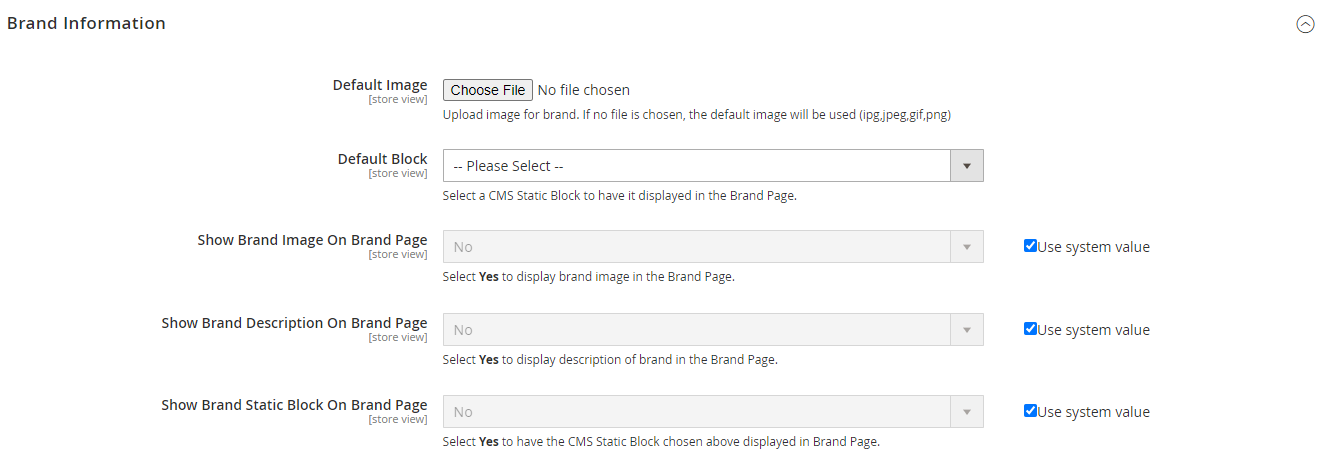 Brand Information
Default Image
[store view]
Choose File No file chosen
Upload image for brand. If no file is chosen, the default image will be used (ipg,jpeg,gif,png)
Default Block
[store view]
-- Please Select --
Select a CMS Static Block to have it displayed in the Brand Page.
Show Brand Image On Brand Page
[store view]
No
Use system value
Select Yes to display brand image in the Brand Page.
Show Brand Description On Brand Page
[store view]
No
Use system value
Select Yes to display description of brand in the Brand Page.
Show Brand Static Block On Brand Page
[store view]
No
Use system value
Select Yes to have the CMS Static Block chosen above displayed in Brand Page.